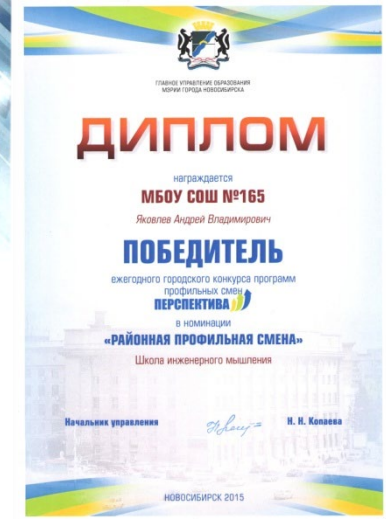 ГЛАВНОЕ УПРАВЛЕНИЕ ОБРАЗОВАНИЯ
МЭРИИ ГОРОДА НОВОСИБИРСКА
ДИПЛОМ
награждается
МБОУ СОШ №165
Яковлев Андрей Владимирович
ПОБЕДИТЕЛЬ
ежегодного городского конкурса программ
профильных смен
ПЕРСПЕКТИВА
в номинации
«РАЙОННАЯ ПРОФИЛЬНАЯ СМЕНА»
Школа инженерного мышления
Начальник управления Н. Н. Копаева
НОВОСИБИРСК 2015